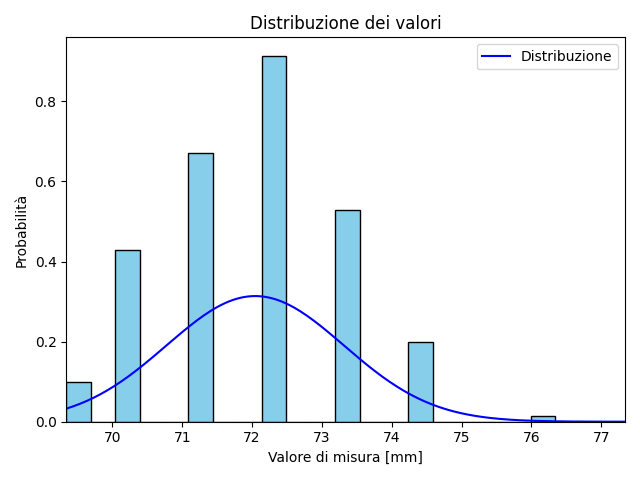 Distribuzione dei valori
Distribuzione
Probabilità
0.8
0.6
0.4
0.2
0.0
70 71 72 73 74 75 76 77
Valore di misura [mm]